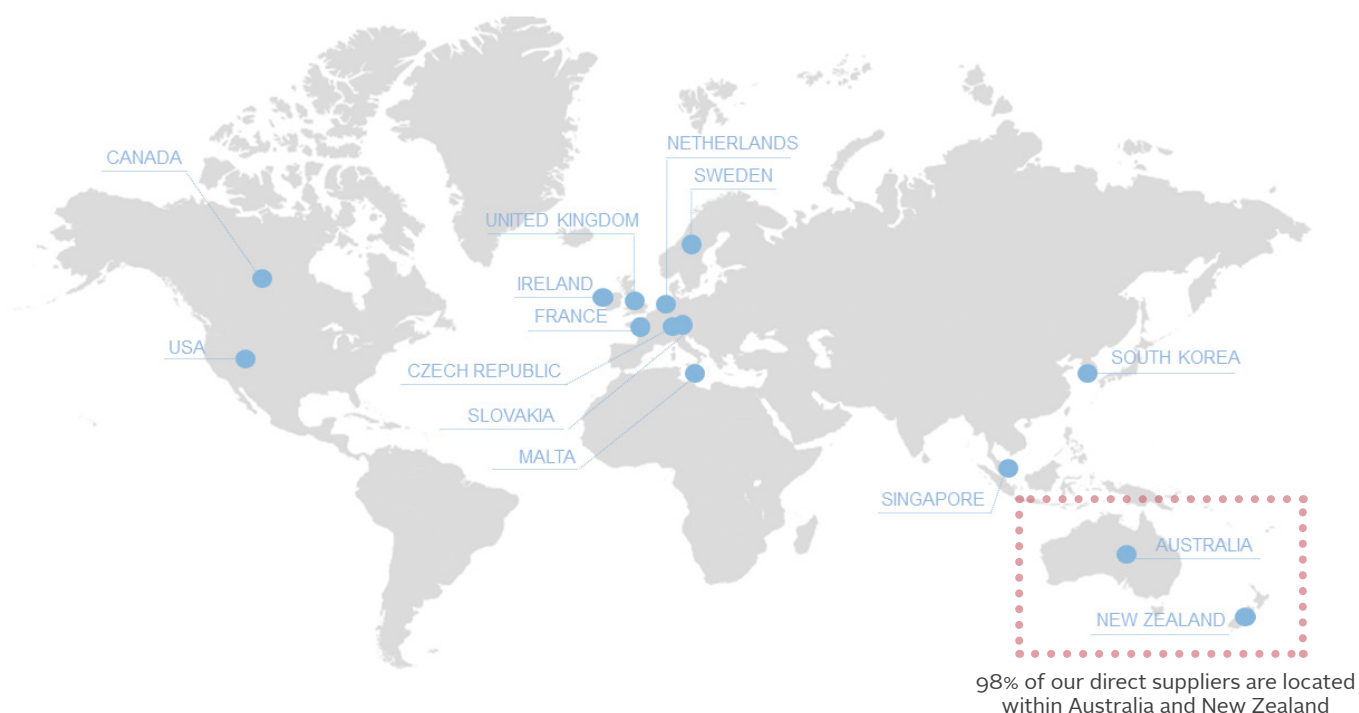 NETHERLANDS
CANADA
SWEDEN
UNITED KINGDOM
IRELAND
FRANCE
USA
SOUTH KOREA
CZECH REPUBLIC
SLOVAKIA
MALTA
SINGAPORE
AUSTRALIA
NEW ZEALAND
98% of our direct suppliers are located
within Australia and New Zealand